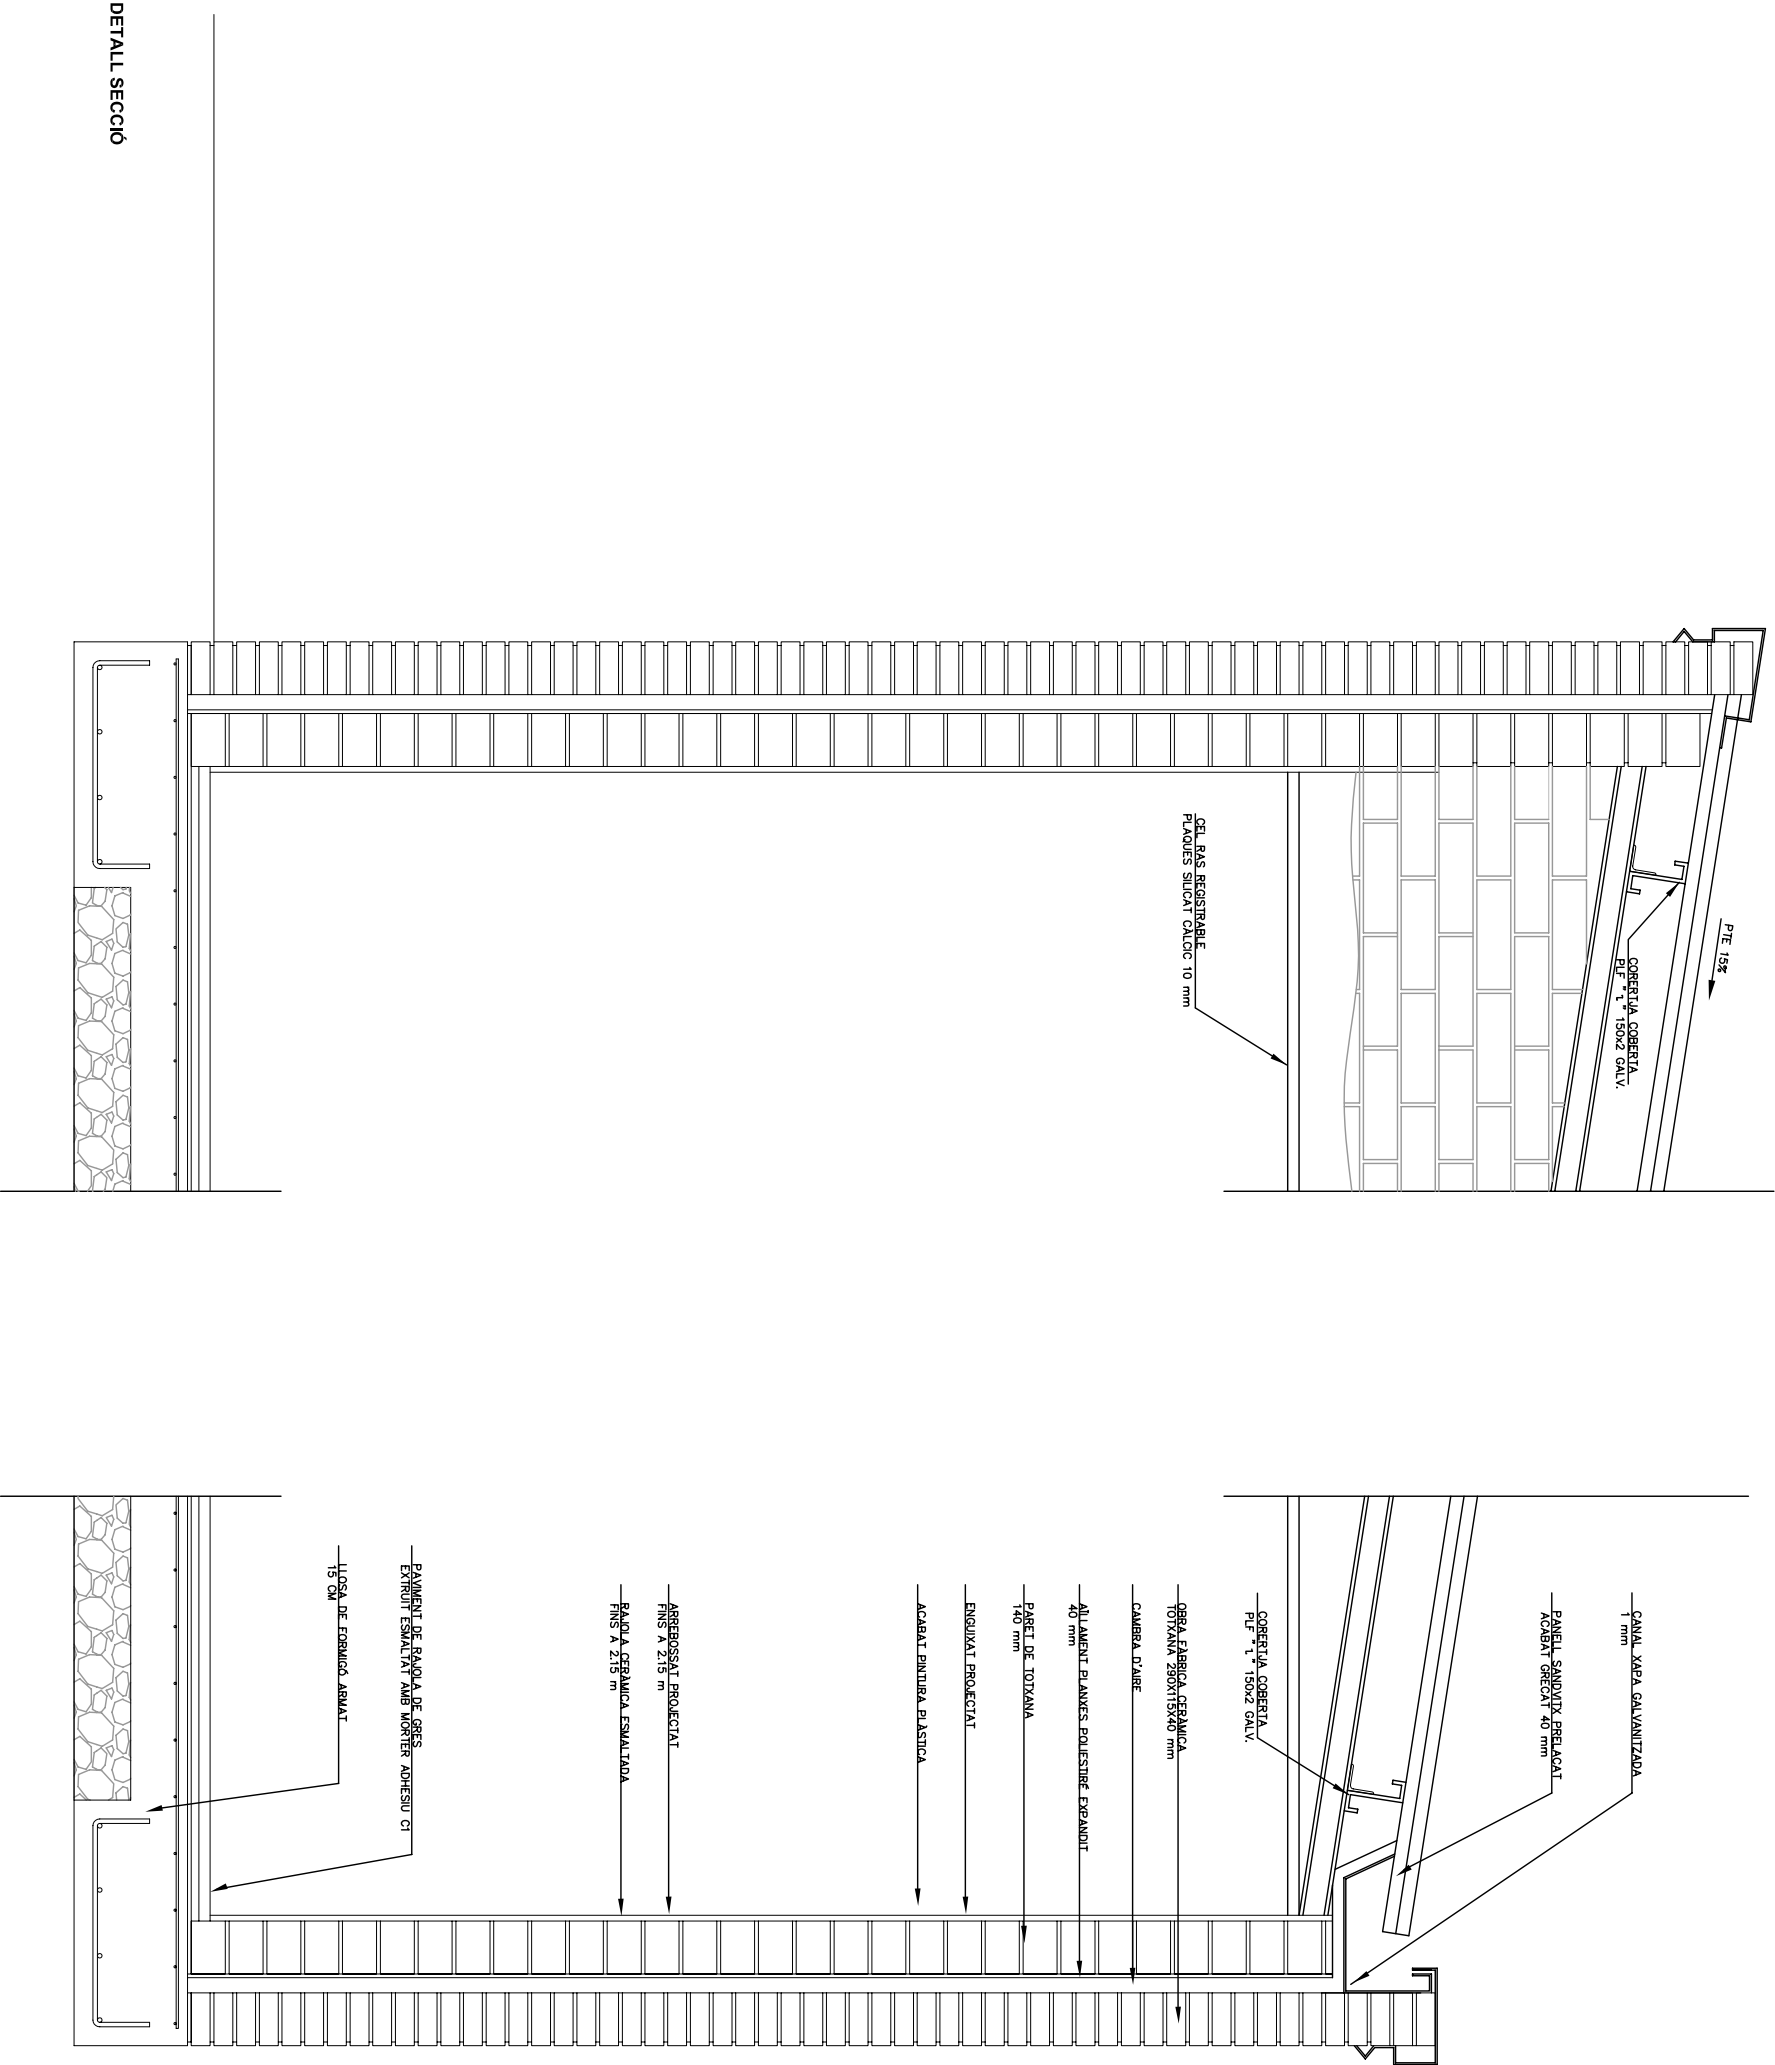 DETALL SECCIÓ
PTE 15%
CORERTJA COBERTA
PLF " ʅ " 150x2 GALV.
CEL RAS REGISTRABLE
PLAQUES SILICAT CÀLCIC 10 mm
CANAL XAPA GALVANITZADA
1 mm
PANELL SANDVITX PRELACAT
ACABAT GRECAT 40 mm
CORERTJA COBERTA
PLF " ʅ " 150x2 GALV.
OBRA FÀBRICA CERÀMICA
TOTXANA 290X115X40 mm
CAMBRA D'AIRE
AÏLLAMENT PLANXES POLIESTIRÉ EXPANDIT
40 mm
PARET DE TOTXANA
140 mm
ENGUIXAT PROJECTAT
ACABAT PINTURA PLÀSTICA
ARREBOSSAT PROJECTAT
FINS A 2.15 m
RAJOLA CERÀMICA ESMALTADA
FINS A 2.15 m
PAVIMENT DE RAJOLA DE GRES
EXTRUIT ESMALTAT AMB MORTER ADHESIU C1
LLOSA DE FORMIGÓ ARMAT
15 CM